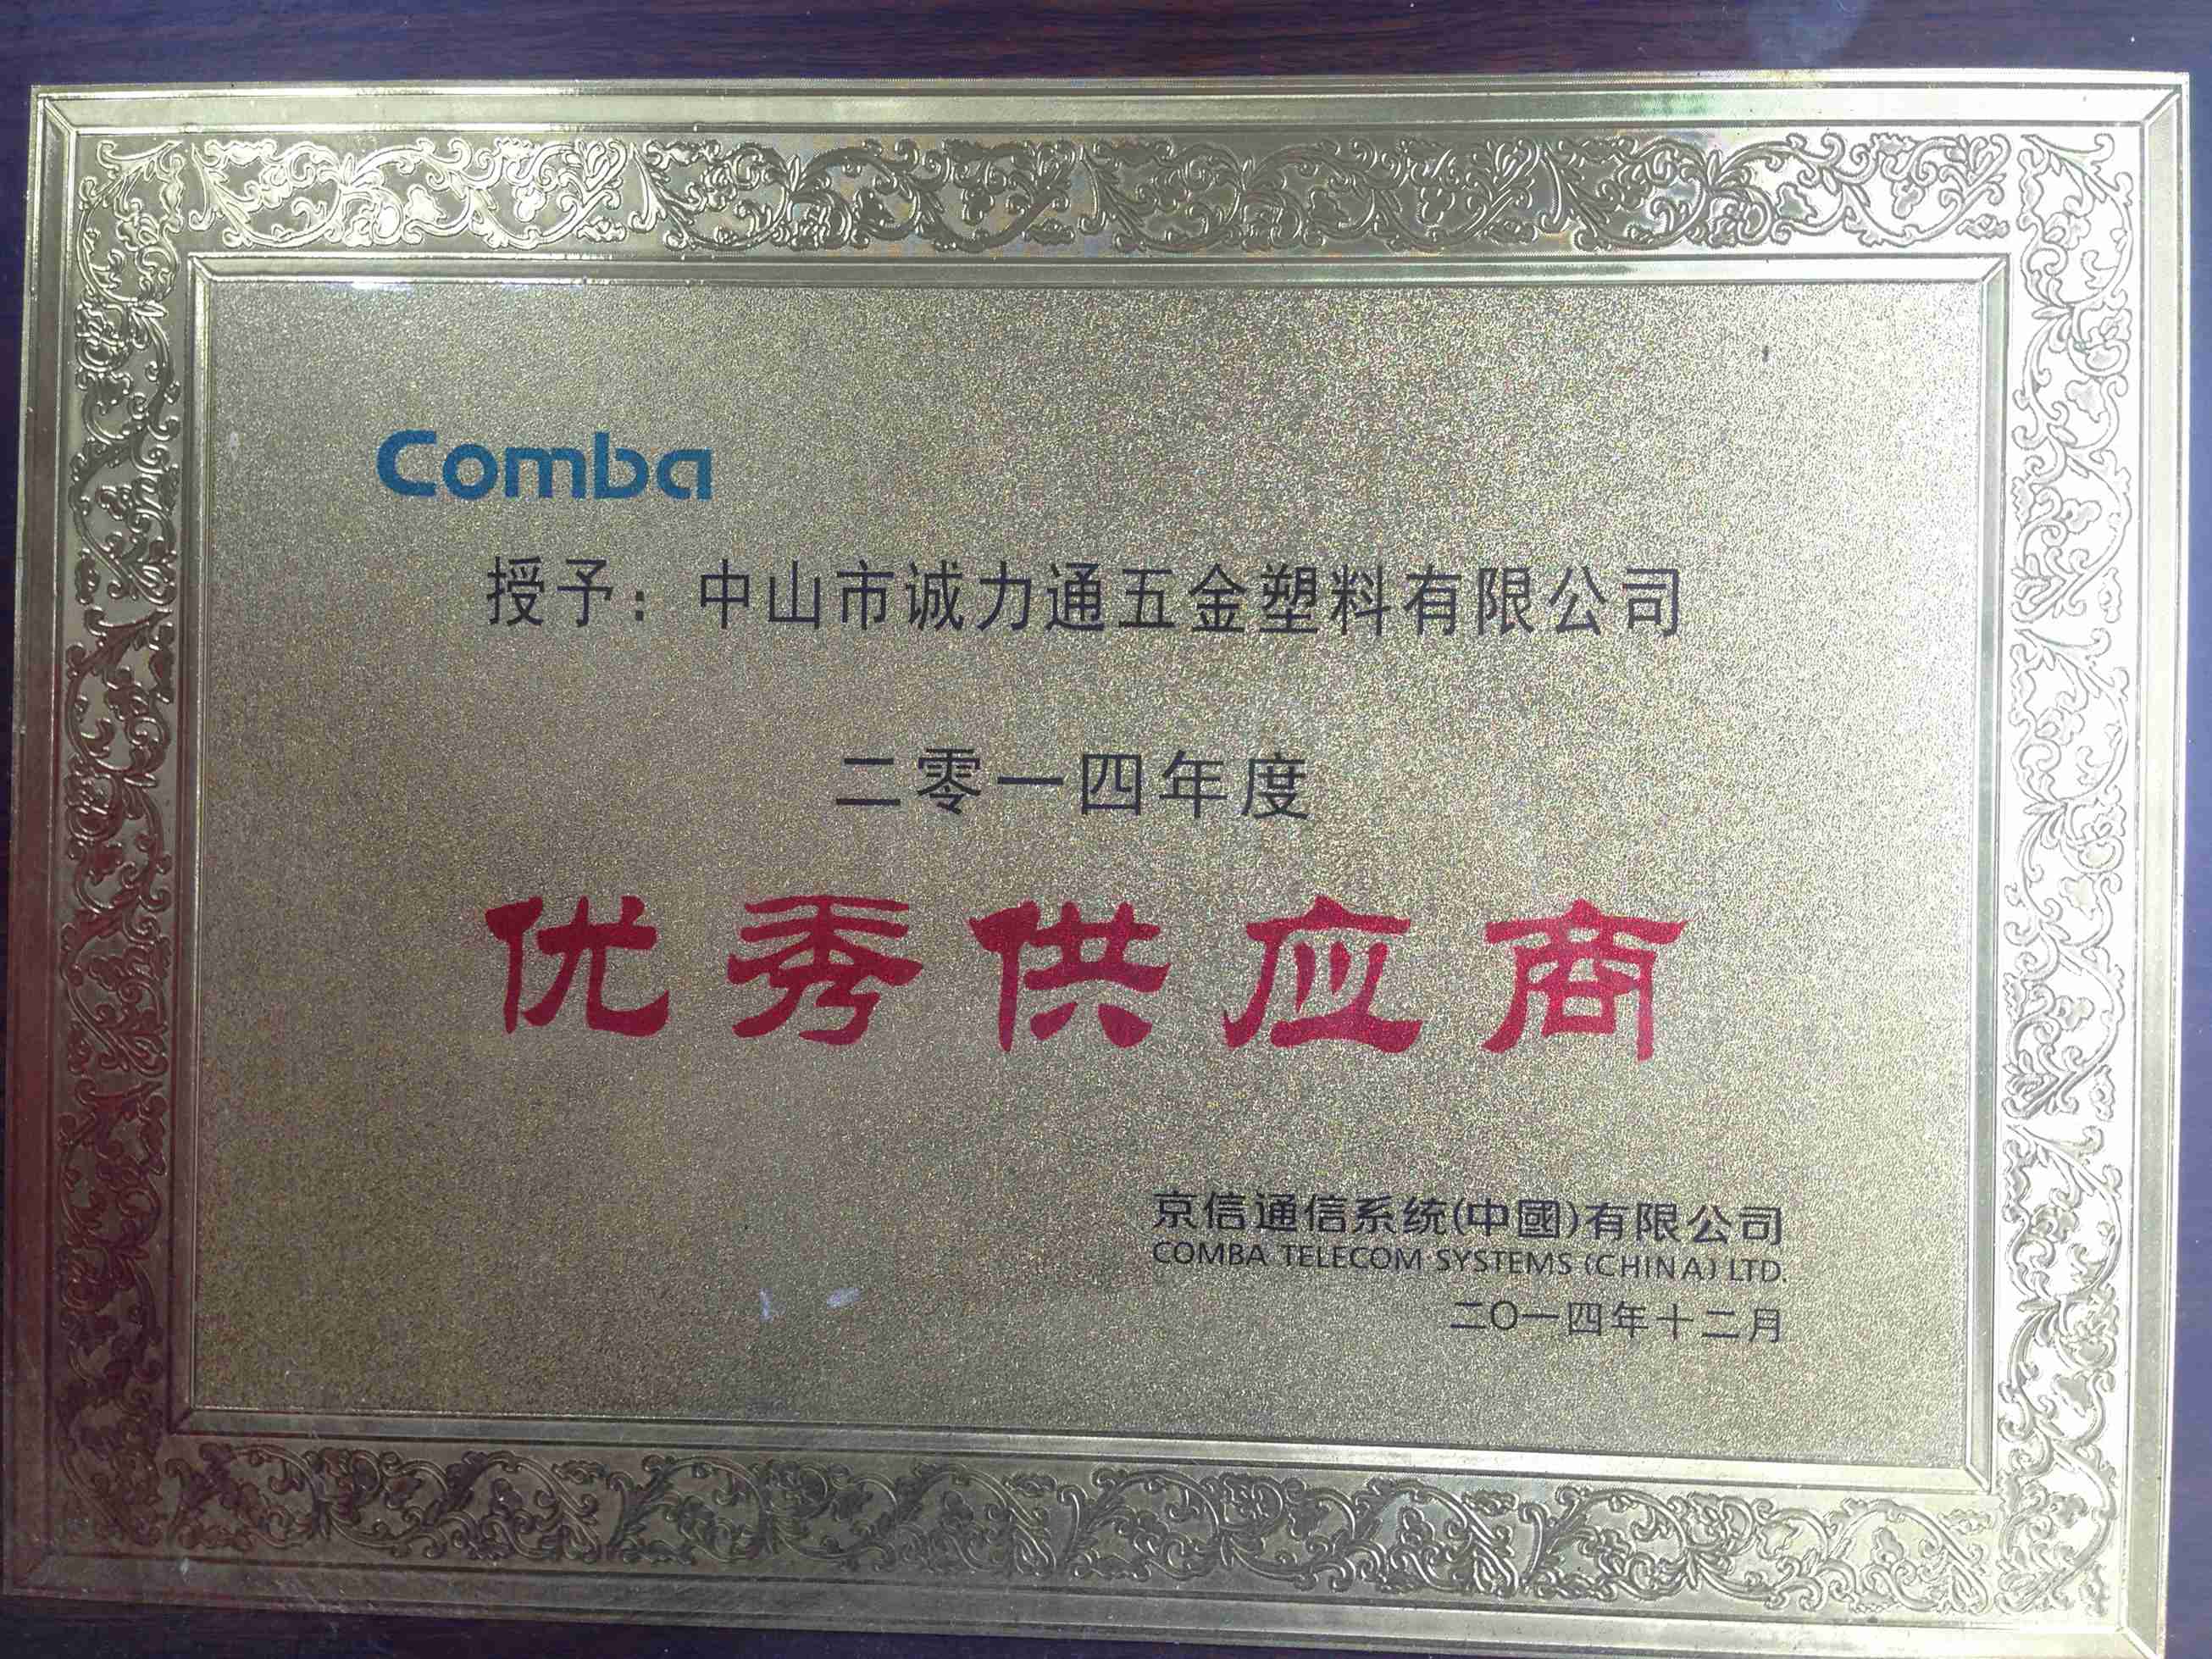 Comba
授予：中山市诚力通五金塑料有限公司
二零一四年度
优秀供应商
京信通信系统(中國)有限公司
COMBA TELECOM SYSTEMS (CHINA) LTD.
二〇一四年十二月